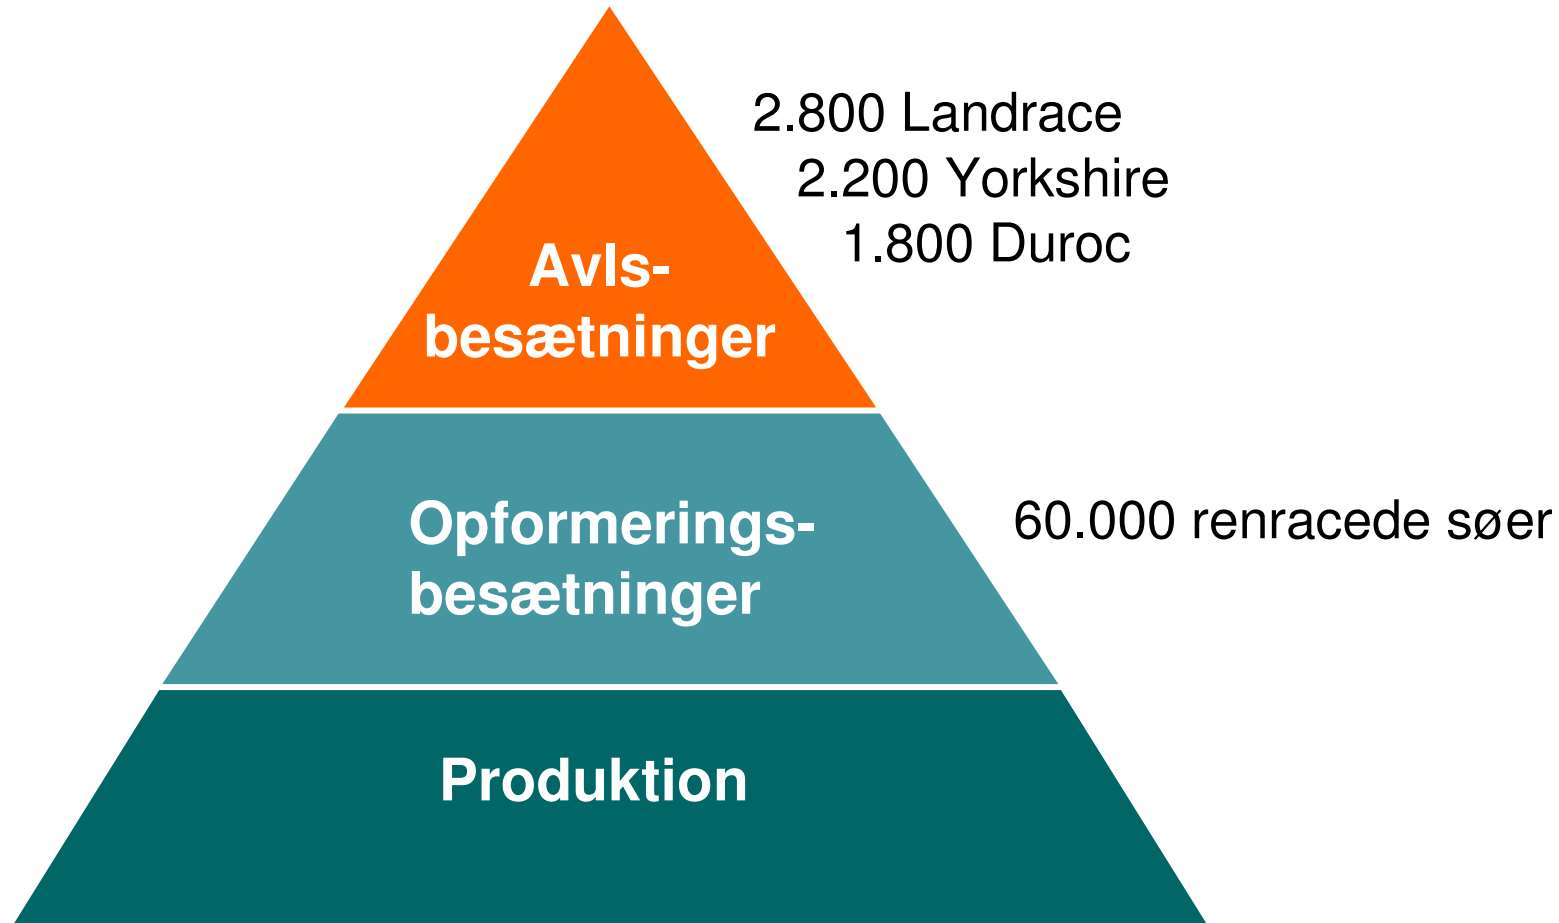 2.800 Landrace
2.200 Yorkshire
1.800 Duroc
Avls-
besætninger
Opformerings-
besætninger
60.000 renracede søer
Produktion